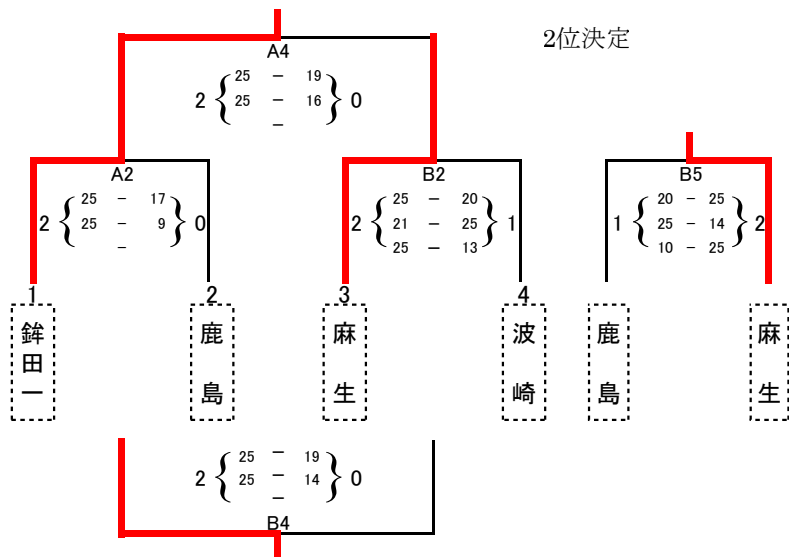 2位決定
A4
2 { 25 － 19 } 0
25 － 16
－
A2
2 { 25 － 17 } 0
25 － 9
－
B2
2 { 25 － 20 } 1
21 － 25
25 － 13
B5
1 { 20 － 25 } 2
25 － 14
10 － 25
1
2
3
4
鉾田一
鹿島
麻生
波崎
鹿島
麻生
2 { 25 － 19 } 0
25 － 14
－
B4